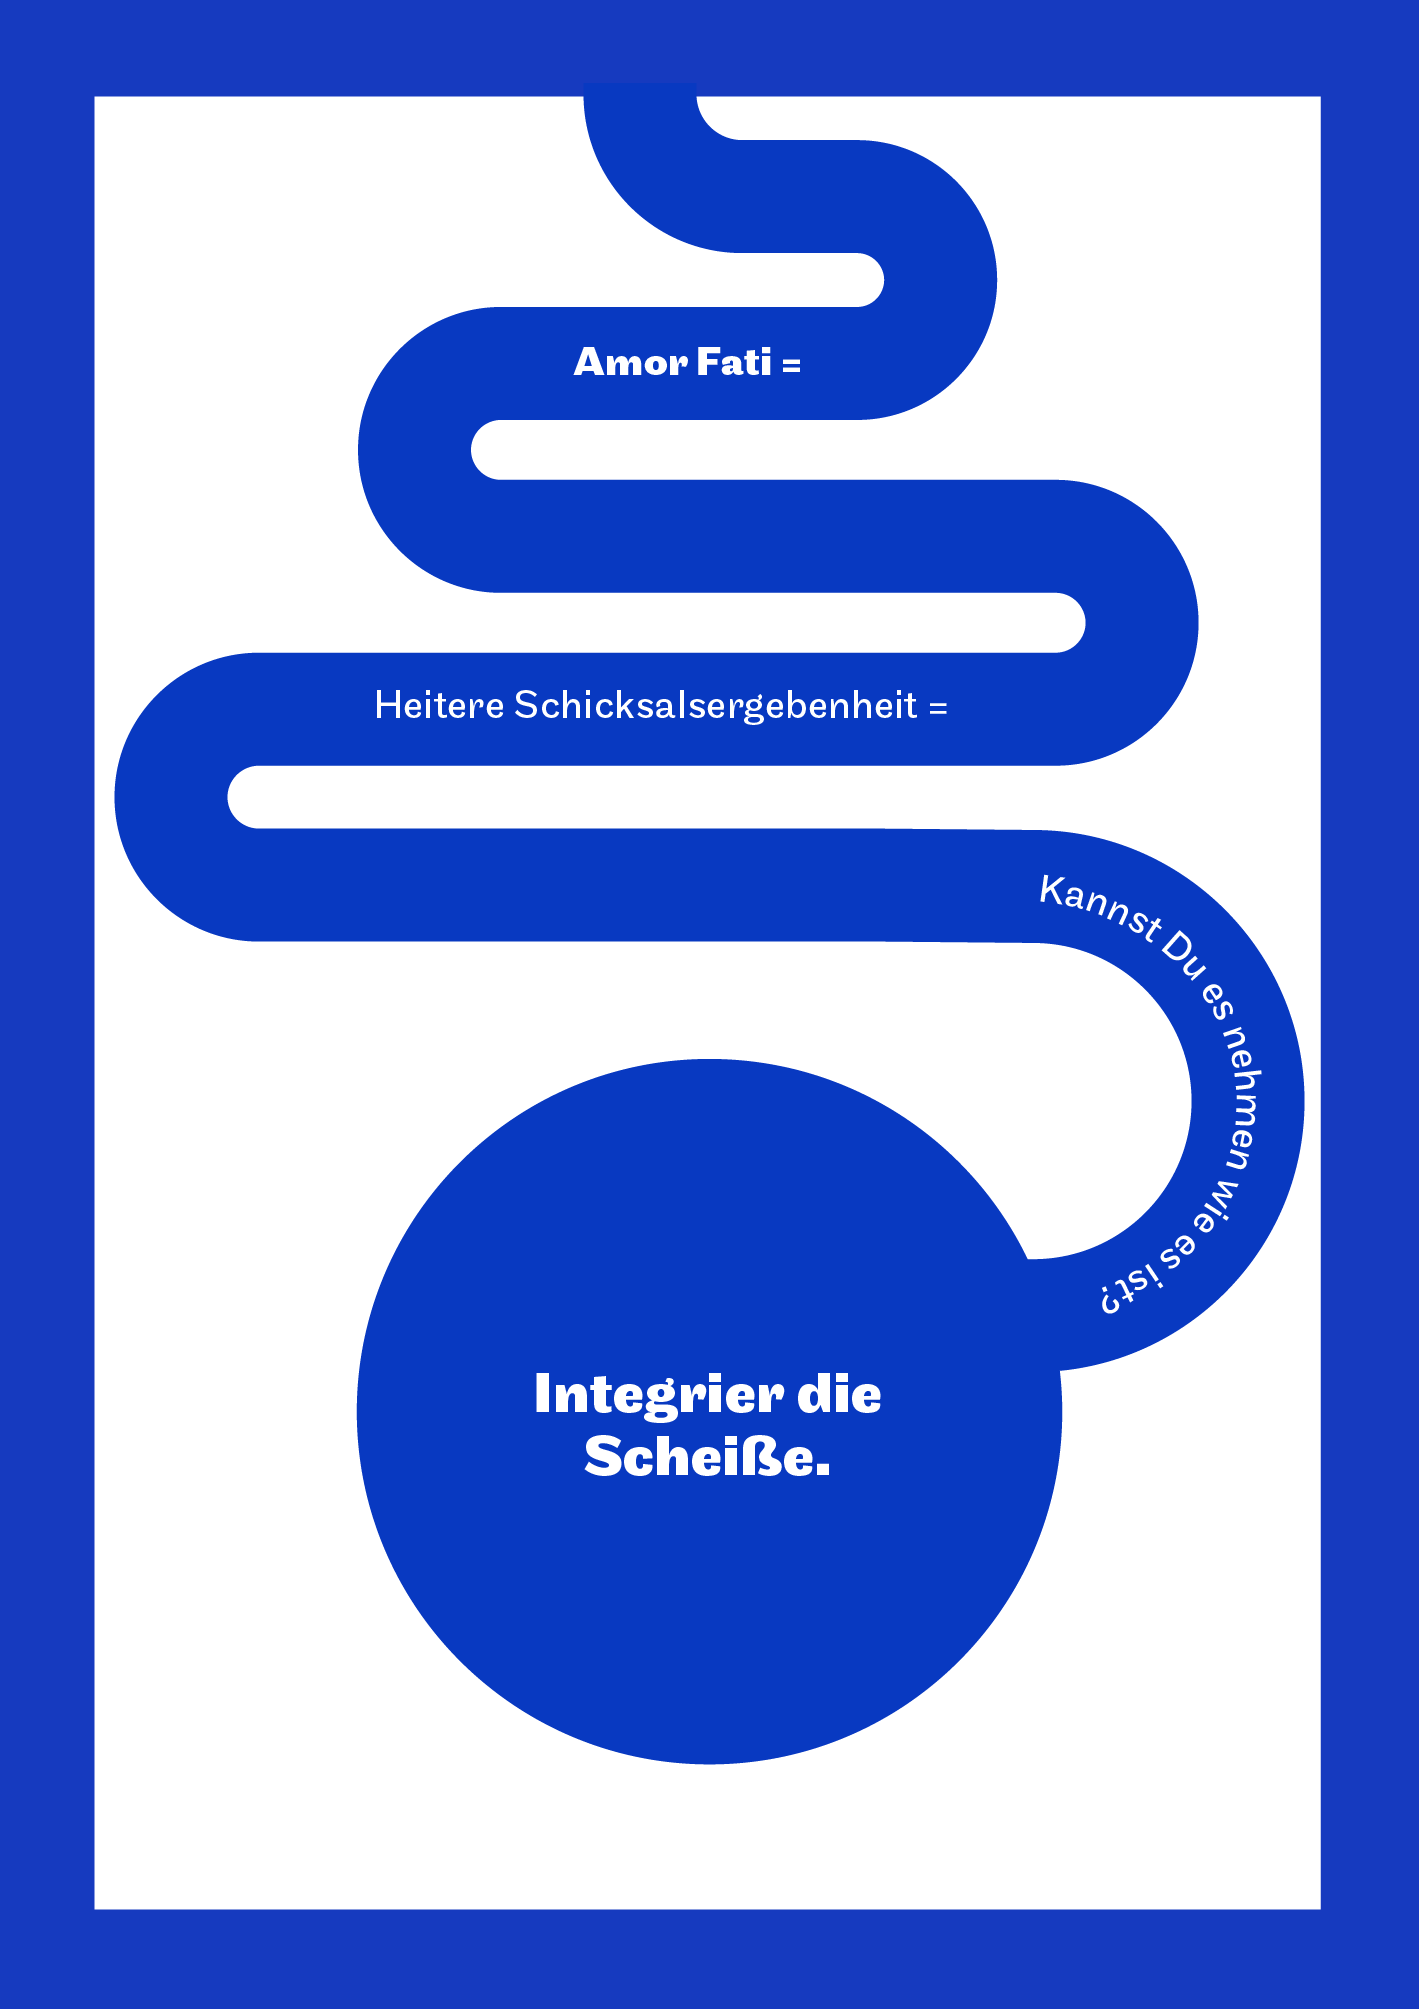 Amor Fati =
Heitere Schicksalsergebenheit =
Kannst Du es nehmen wie es ist?
Integrier die
Scheiße.